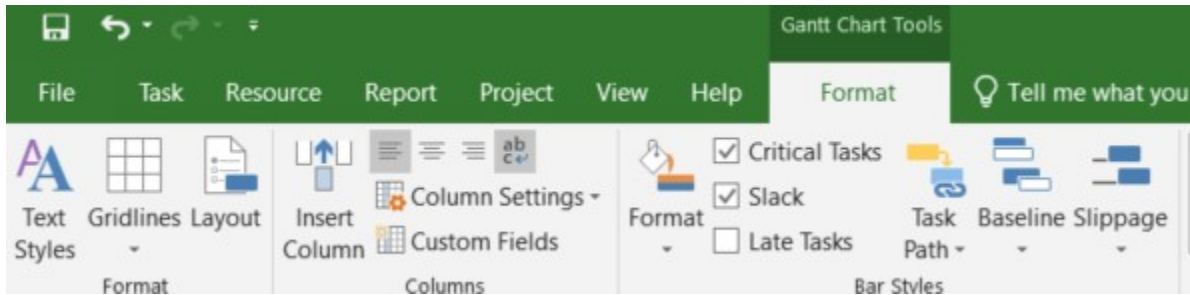 Gantt Chart Tools
File Task Resource Report Project View Help Format Tell me what you
Text Styles
Gridlines
Layout
Format
Insert Column
ab
c
Column Settings
Custom Fields
Columns
Format
Critical Tasks
Slack
Late Tasks
Task Path
Baseline
Slippage
Bar Styles